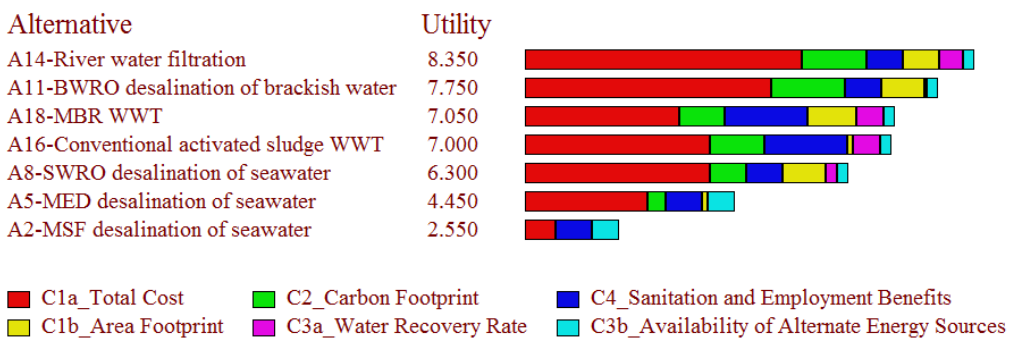 Alternative Utility
A14-River water filtration 8.350
A11-BWRO desalination of brackish water 7.750
A18-MBR WWT 7.050
A16-Conventional activated sludge WWT 7.000
A8-SWRO desalination of seawater 6.300
A5-MED desalination of seawater 4.450
A2-MSF desalination of seawater 2.550
C1a_Total Cost C2_Carbon Footprint C4_Sanitation and Employment Benefits
C1b_Area Footprint C3a_Water Recovery Rate C3b_Availability of Alternate Energy Sources